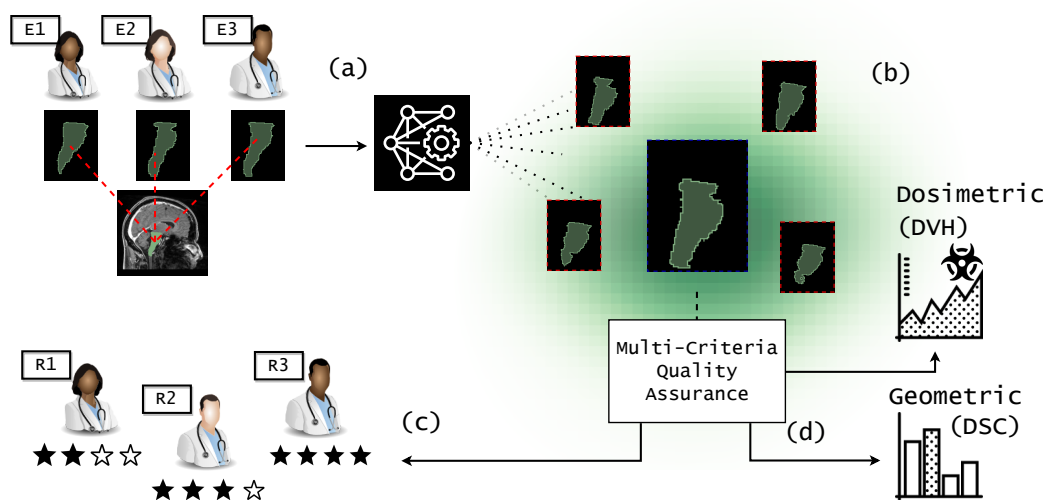 E1
E2
E3
(a)
(b)
Dosimetric
(DVH)
Multi-Criteria
Quality
Assurance
R1
R2
R3
(c)
(d)
Geometric
(DSC)